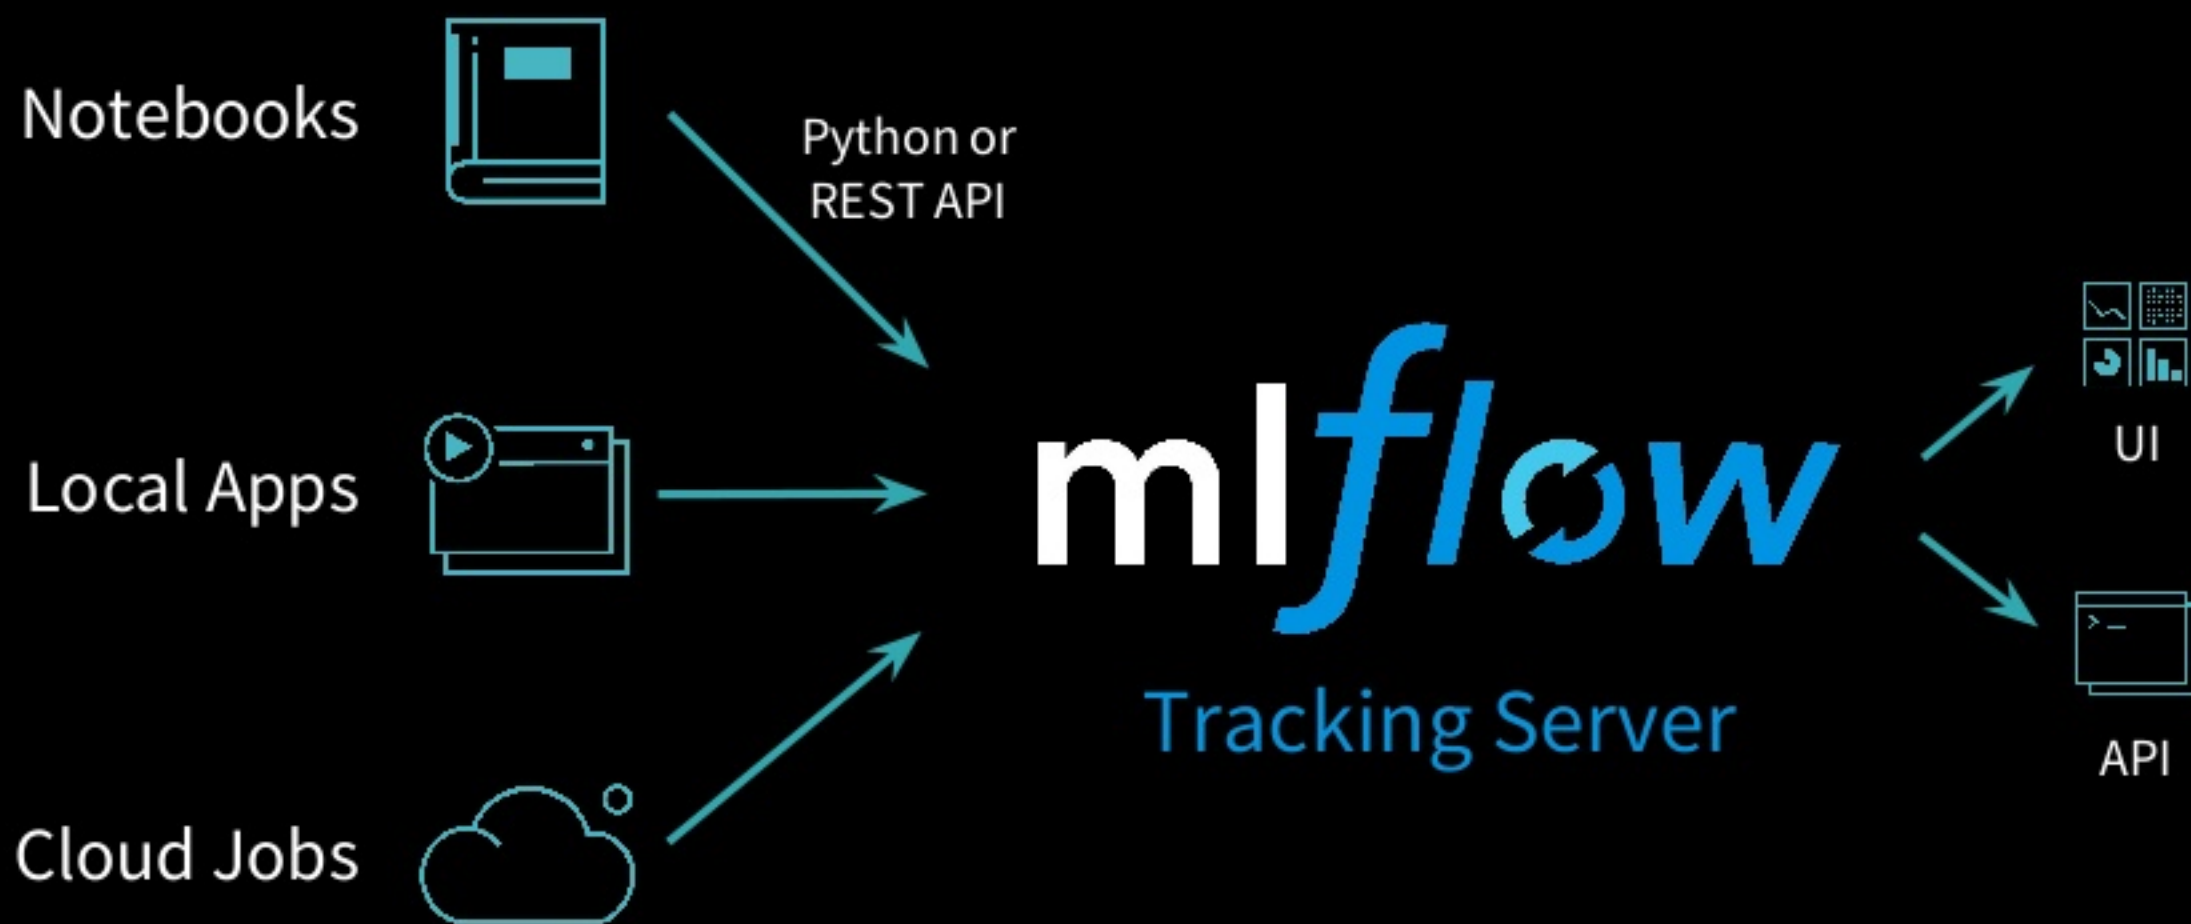 Notebooks
Python or
REST API
Local Apps
mlflow
Tracking Server
UI
Cloud Jobs
API